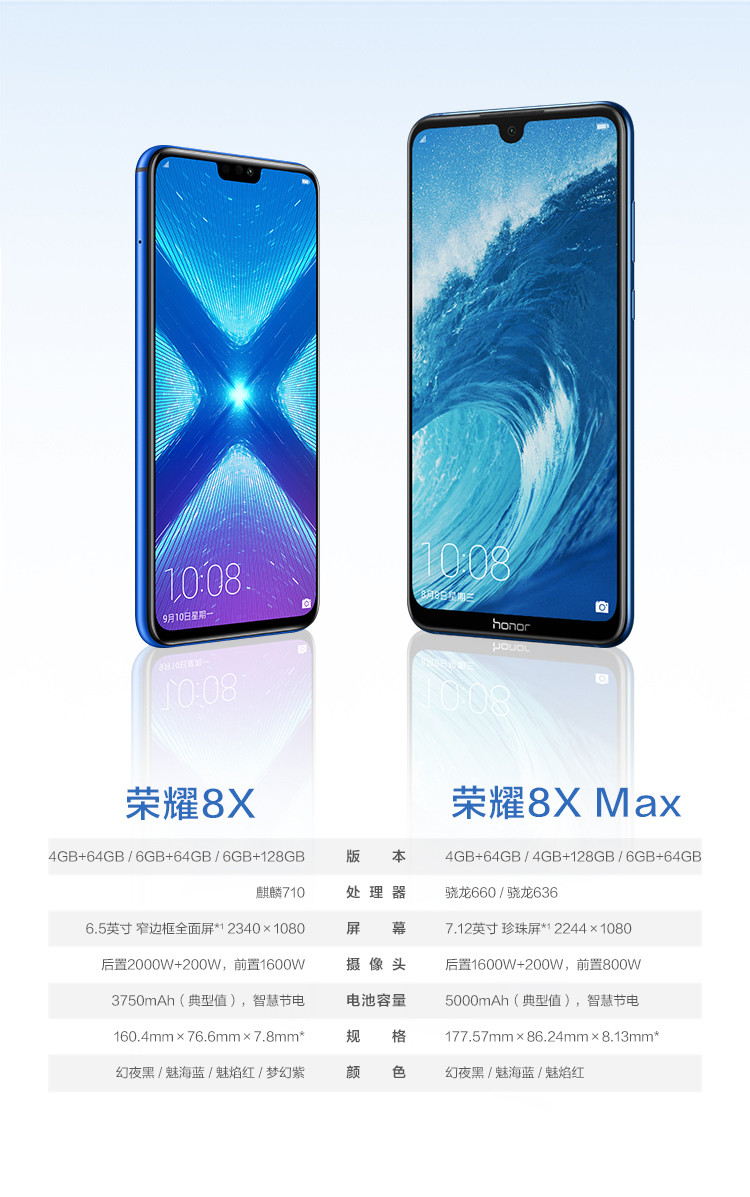 10:08
9月10日星期一
10:08
8月8日星期三
honor
荣耀8X
荣耀8X Max
4GB+64GB / 6GB+64GB / 6GB+128GB 版 本 4GB+64GB / 4GB+128GB / 6GB+64GB
麒麟710 处 理 器 骁龙660 / 骁龙636
6.5英寸 窄边框全面屏*¹ 2340×1080 屏 幕 7.12英寸 珍珠屏*¹ 2244×1080
后置2000W+200W，前置1600W 摄 像 头 后置1600W+200W，前置800W
3750mAh（典型值），智慧节电 电池容量 5000mAh（典型值），智慧节电
160.4mm×76.6mm×7.8mm* 规 格 177.57mm×86.24mm×8.13mm*
幻夜黑 / 魅海蓝 / 魅焰红 / 梦幻紫 颜 色 幻夜黑 / 魅海蓝 / 魅焰红